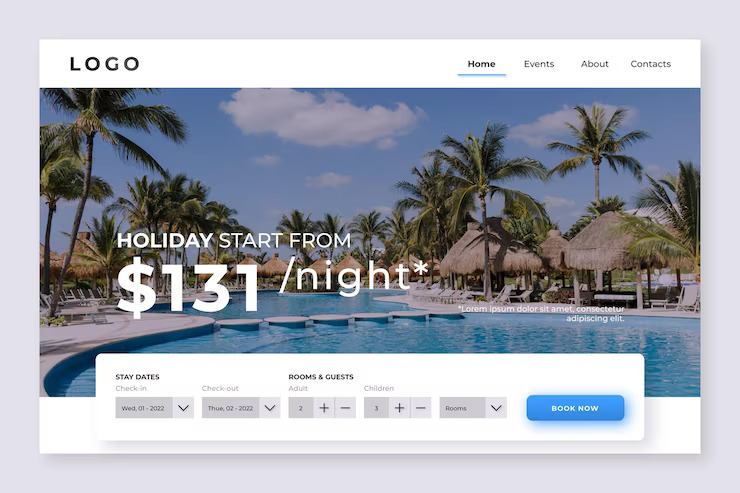 LOGO
Home Events About Contacts
HOLIDAY START FROM
$131 /night*
*Lorem ipsum dolor sit amet, consectetur
adipiscing elit.
STAY DATES ROOMS & GUESTS
Check-in Check-out Adult Children
Wed, 01 - 2022 Thue, 02 - 2022 2 + − 3 + − Rooms BOOK NOW